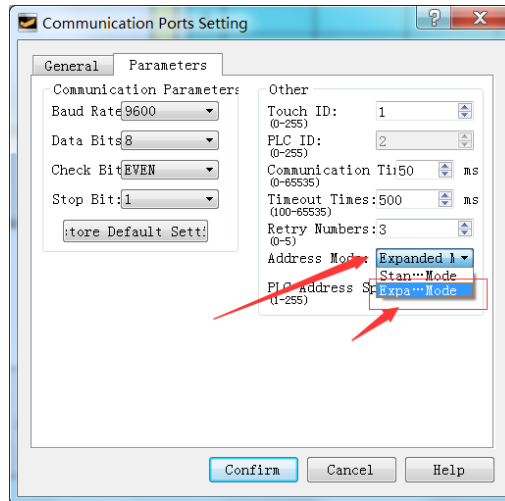 Communication Ports Setting
General
Parameters
Communication Parameters
Baud Rate 9600
Data Bits 8
Check Bit EVEN
Stop Bit: 1
:tore Default Sett:
Other
Touch ID: 1
(0-255)
PLC ID: 2
(0-255)
Communication Ti 50 ms
(0-65535)
Timeout Times: 500 ms
(100-65535)
Retry Numbers: 3
(0-5)
Address Mode: Expanded M
Stan…Mode
Expa…Mode
PLC Address Sp
(1-255)
Confirm
Cancel
Help